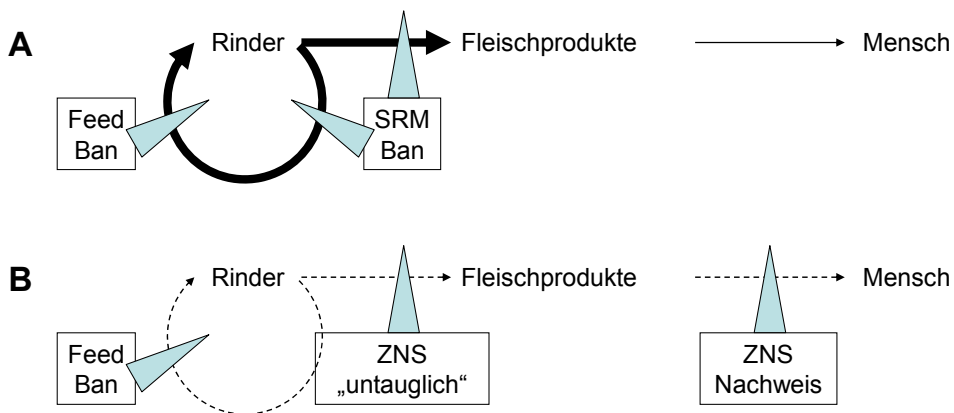 A Rinder Fleischprodukte Mensch
Feed
Ban
SRM
Ban
B Rinder Fleischprodukte Mensch
Feed
Ban
ZNS
„untauglich“
ZNS
Nachweis